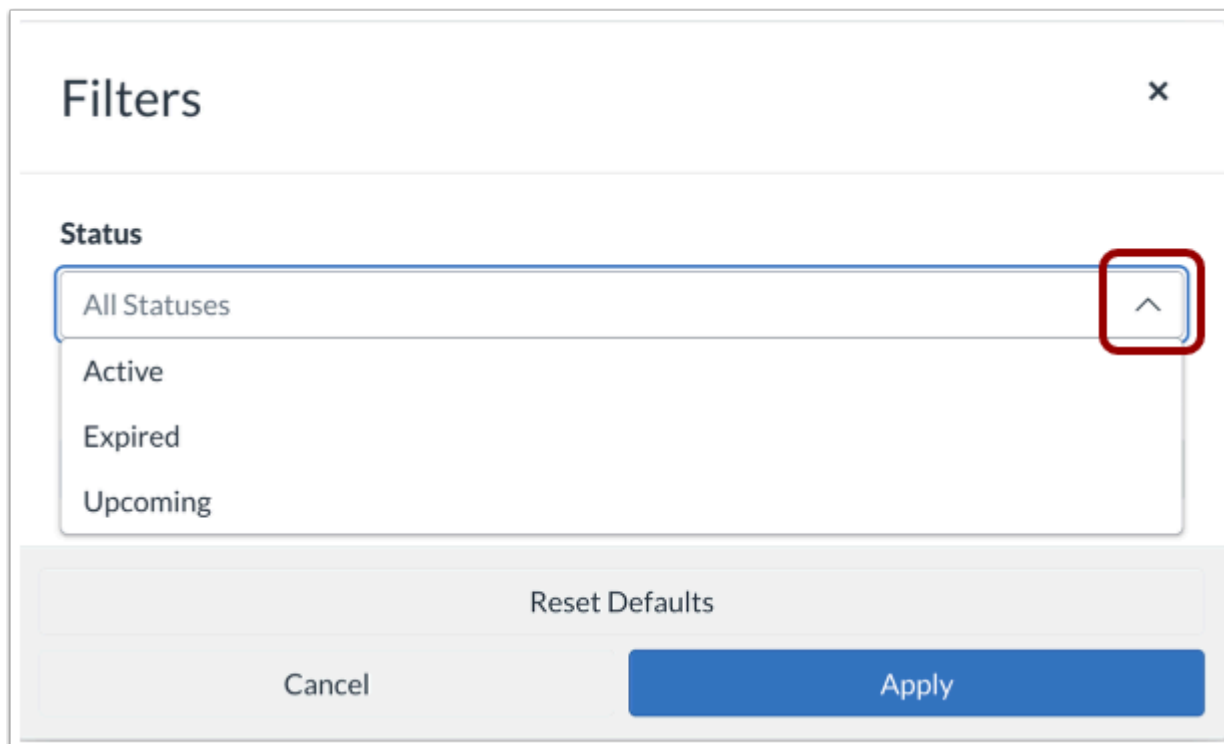 Filters
Status
All Statuses
Active
Expired
Upcoming
Reset Defaults
Cancel
Apply